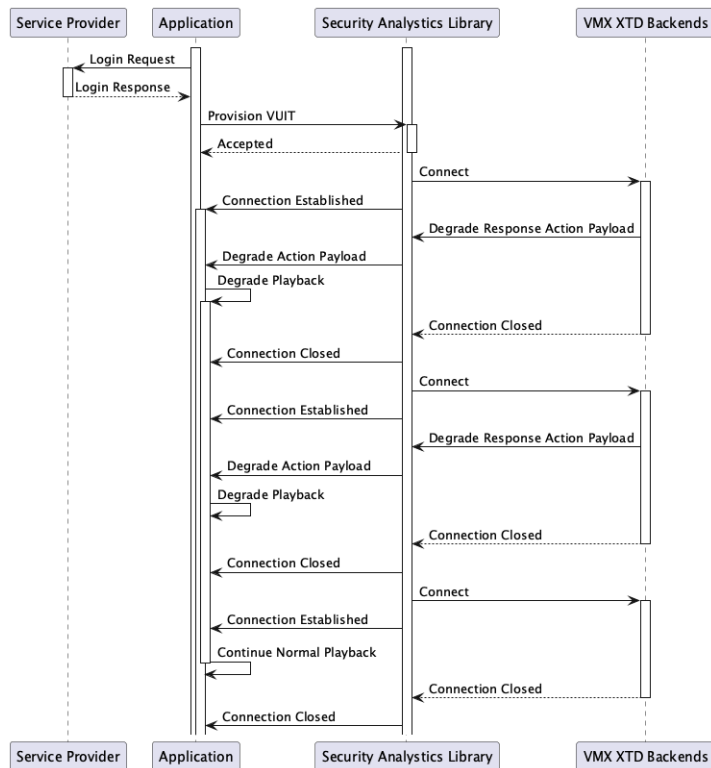 Service Provider
Application
Security Analystics Library
VMX XTD Backends
Login Request
Login Response
Provision VUIT
Accepted
Connect
Connection Established
Degrade Response Action Payload
Degrade Action Payload
Degrade Playback
Connection Closed
Connection Closed
Connect
Connection Established
Degrade Response Action Payload
Degrade Action Payload
Degrade Playback
Connection Closed
Connection Closed
Connect
Connection Established
Continue Normal Playback
Connection Closed
Connection Closed
Service Provider
Application
Security Analystics Library
VMX XTD Backends